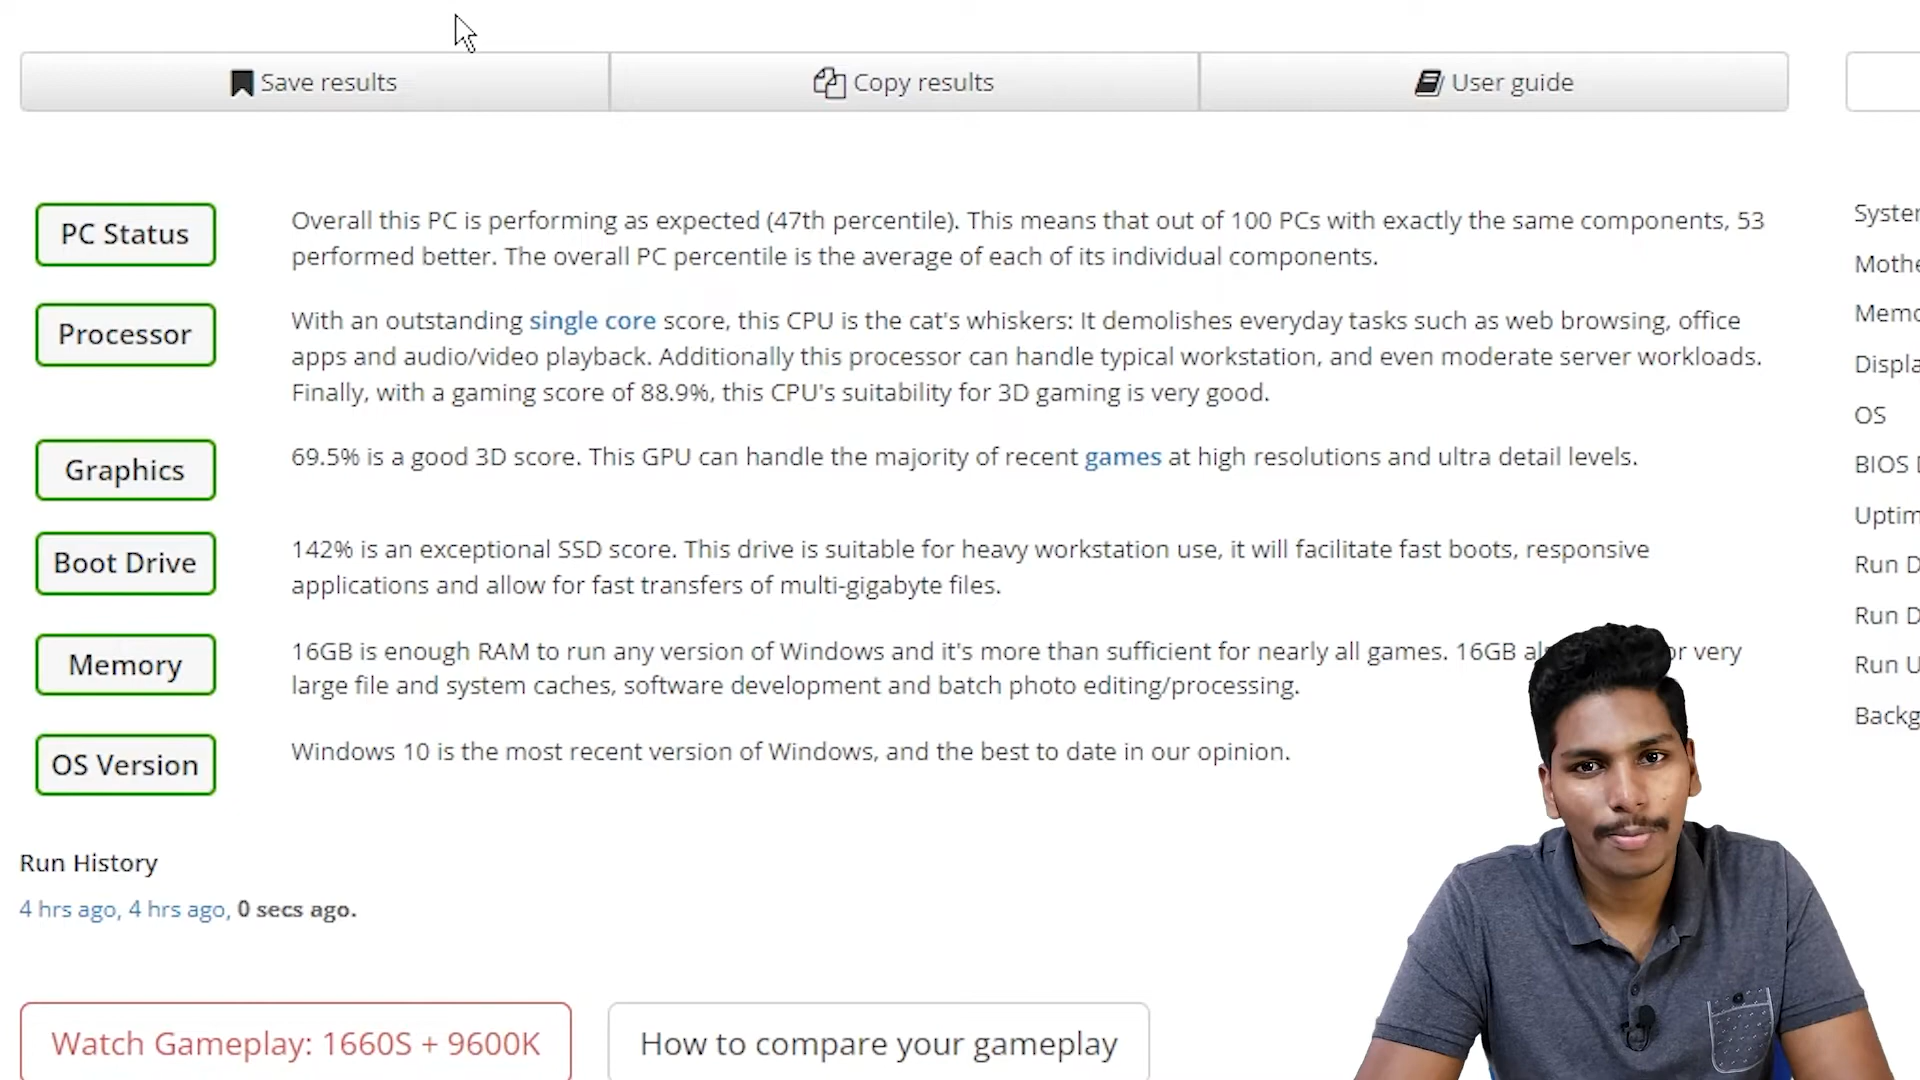 Save results
Copy results
User guide
PC Status
Overall this PC is performing as expected (47th percentile). This means that out of 100 PCs with exactly the same components, 53
performed better. The overall PC percentile is the average of each of its individual components.
Processor
With an outstanding single core score, this CPU is the cat's whiskers: It demolishes everyday tasks such as web browsing, office
apps and audio/video playback. Additionally this processor can handle typical workstation, and even moderate server workloads.
Finally, with a gaming score of 88.9%, this CPU's suitability for 3D gaming is very good.
Graphics
69.5% is a good 3D score. This GPU can handle the majority of recent games at high resolutions and ultra detail levels.
Boot Drive
142% is an exceptional SSD score. This drive is suitable for heavy workstation use, it will facilitate fast boots, responsive
applications and allow for fast transfers of multi-gigabyte files.
Memory
16GB is enough RAM to run any version of Windows and it's more than sufficient for nearly all games. 16GB very
large file and system caches, software development and batch photo editing/processing.
OS Version
Windows 10 is the most recent version of Windows, and the best to date in our opinion.
Run History
4 hrs ago, 4 hrs ago, 0 secs ago.
Watch Gameplay: 1660S + 9600K
How to compare your gameplay
OS
BIOS
Run
Run
Run